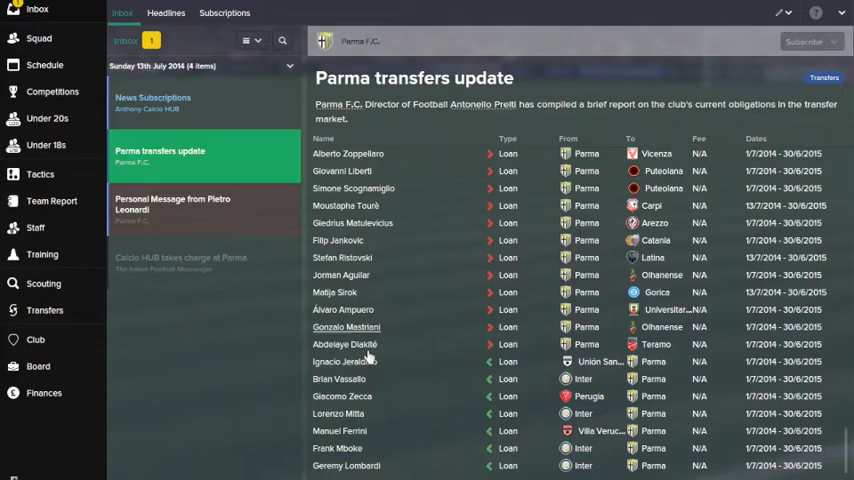 Inbox
Squad
Schedule
Competitions
Under 20s
Under 18s
Tactics
Team Report
Staff
Training
Scouting
Transfers
Club
Board
Finances
Inbox Headlines Subscriptions
Inbox 1
Sunday 13th July 2014 (4 items)
News Subscriptions
Anthony Calcio HUB
Parma transfers update
Parma F.C.
Personal Message from Pietro
Leonardi
Parma F.C.
Calcio HUB takes charge at Parma
The Italian Football Messenger
Parma F.C.
Subscribe
Parma transfers update
Transfers
Parma F.C. Director of Football Antonello Preiti has compiled a brief report on the club's current obligations in the transfer
market.
Name Type From To Fee Dates
Alberto Zoppellaro Loan Parma Vicenza N/A 1/7/2014 - 30/6/2015
Giovanni Liberti Loan Parma Puteolana N/A 1/7/2014 - 30/6/2015
Simone Scognamiglio Loan Parma Puteolana N/A 1/7/2014 - 30/6/2015
Moustapha Tourè Loan Parma Carpi N/A 13/7/2014 - 30/6/2015
Giedrius Matulevicius Loan Parma Arezzo N/A 1/7/2014 - 30/6/2015
Filip Jankovic Loan Parma Catania N/A 1/7/2014 - 30/6/2015
Stefan Ristovski Loan Parma Latina N/A 13/7/2014 - 30/6/2015
Jorman Aguilar Loan Parma Olhanense N/A 1/7/2014 - 30/6/2015
Matija Sirok Loan Parma Gorica N/A 13/7/2014 - 30/6/2015
Álvaro Ampuero Loan Parma Universitar... N/A 1/7/2014 - 30/6/2015
Gonzalo Mastriani Loan Parma Olhanense N/A 1/7/2014 - 30/6/2015
Abdelaye Diakité Loan Parma Teramo N/A 1/7/2014 - 30/6/2015
Ignacio Loan Unión San... Parma N/A 1/7/2014 - 30/6/2015
Brian Vassallo Loan Inter Parma N/A 1/7/2014 - 30/6/2015
Giacomo Zecca Loan Perugia Parma N/A 1/7/2014 - 30/6/2015
Lorenzo Mitta Loan Inter Parma N/A 1/7/2014 - 30/6/2015
Manuel Ferrini Loan Villa Veruc... Parma N/A 1/7/2014 - 30/6/2015
Frank Mboke Loan Inter Parma N/A 1/7/2014 - 30/6/2015
Geremy Lombardi Loan Inter Parma N/A 1/7/2014 - 30/6/2015